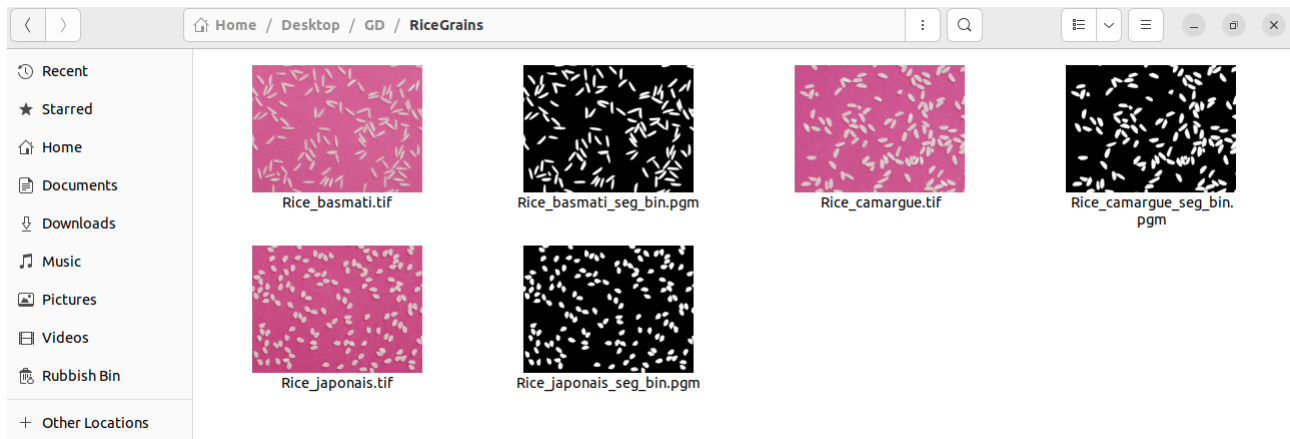 Home / Desktop / GD / RiceGrains
Recent
Starred
Home
Documents
Downloads
Music
Pictures
Videos
Rubbish Bin
+ Other Locations
Rice_basmati.tif
Rice_basmati_seg_bin.pgm
Rice_camargue.tif
Rice_camargue_seg_bin.
pgm
Rice_japonais.tif
Rice_japonais_seg_bin.pgm